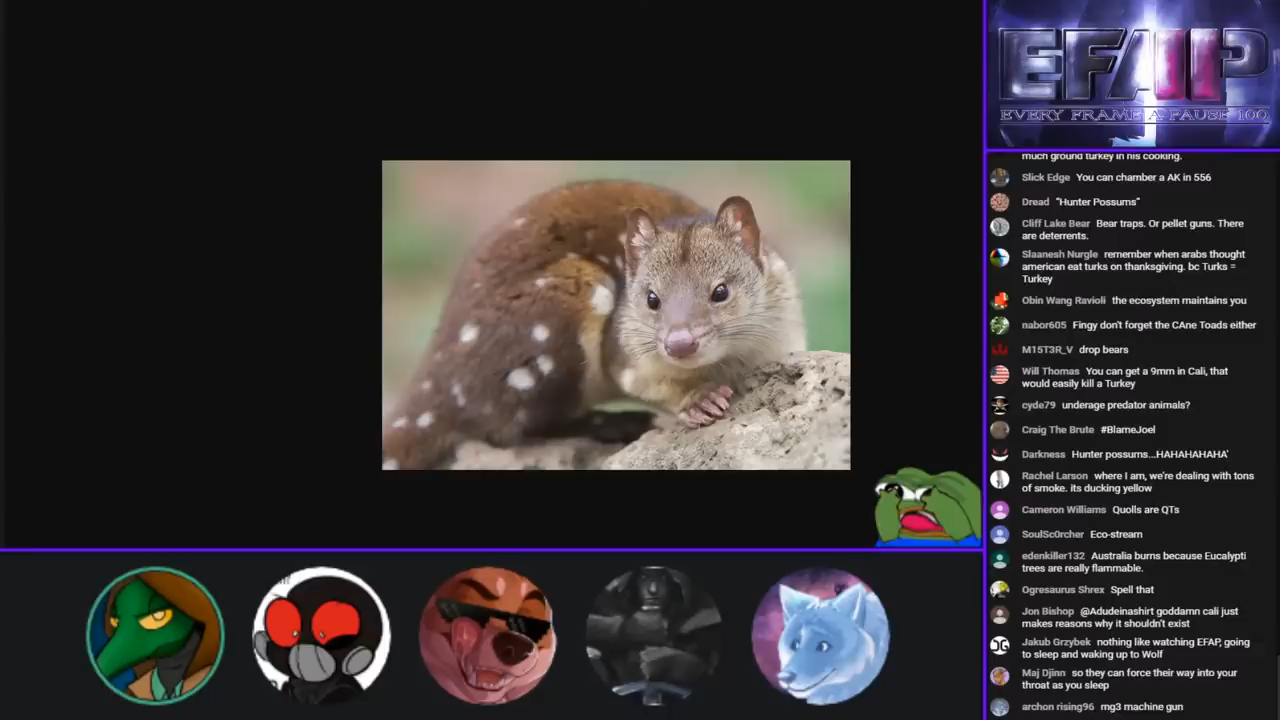 EFAP
EVERY FRAME A PAUSE 100
much ground turkey in his cooking.
Slick Edge You can chamber a AK in 556
Dread "Hunter Possums"
Cliff Lake Bear Bear traps. Or pellet guns. There
are deterrents.
Slaanesh Nurgle remember when arabs thought
american eat turks on thanksgiving. bc Turks =
Turkey
Obin Wang Ravioli the ecosystem maintains you
nabor605 Fingy don't forget the CAne Toads either
M15T3R_V drop bears
Will Thomas You can get a 9mm in Cali, that
would easily kill a Turkey
cyde79 underage predator animals?
Craig The Brute #BlameJoel
Darkness Hunter possums...HAHAHAHAHA'
Rachel Larson where I am, we're dealing with tons
of smoke. its ducking yellow
Cameron Williams Quolls are QTs
SoulSc0rcher Eco-stream
edenkiller132 Australia burns because Eucalypti
trees are really flammable.
Ogresaurus Shrex Spell that
Jon Bishop @Adudeinashirt goddamn cali just
makes reasons why it shouldn't exist
Jakub Grzybek nothing like watching EFAP, going
to sleep and waking up to Wolf
Maj Djinn so they can force their way into your
throat as you sleep
archon rising96 mg3 machine gun